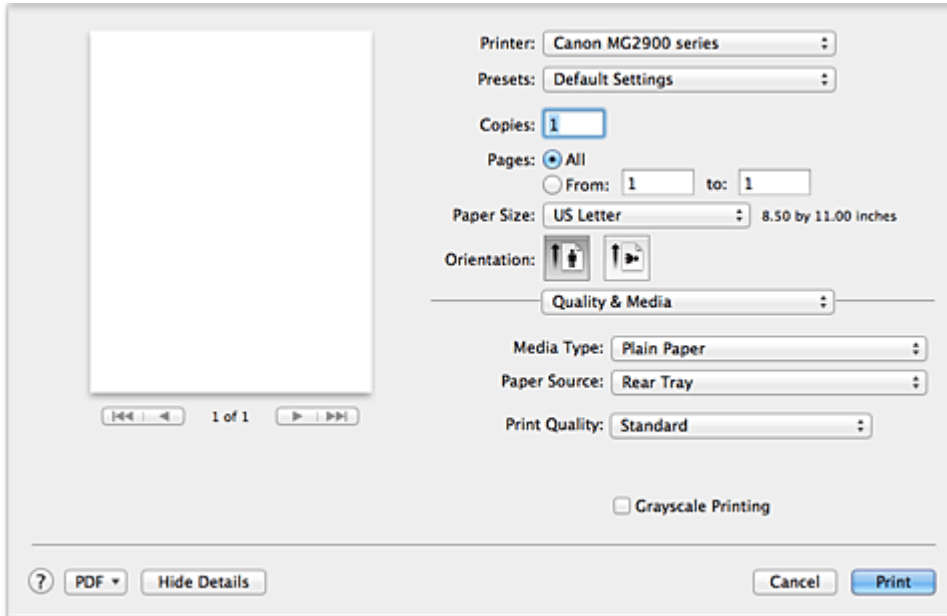 Printer: Canon MG2900 series
Presets: Default Settings
Copies: 1
Pages: All
From: 1 to: 1
Paper Size: US Letter 8.50 by 11.00 inches
Orientation:
Quality & Media
Media Type: Plain Paper
Paper Source: Rear Tray
1 of 1
Print Quality: Standard
Grayscale Printing
? PDF Hide Details Cancel Print